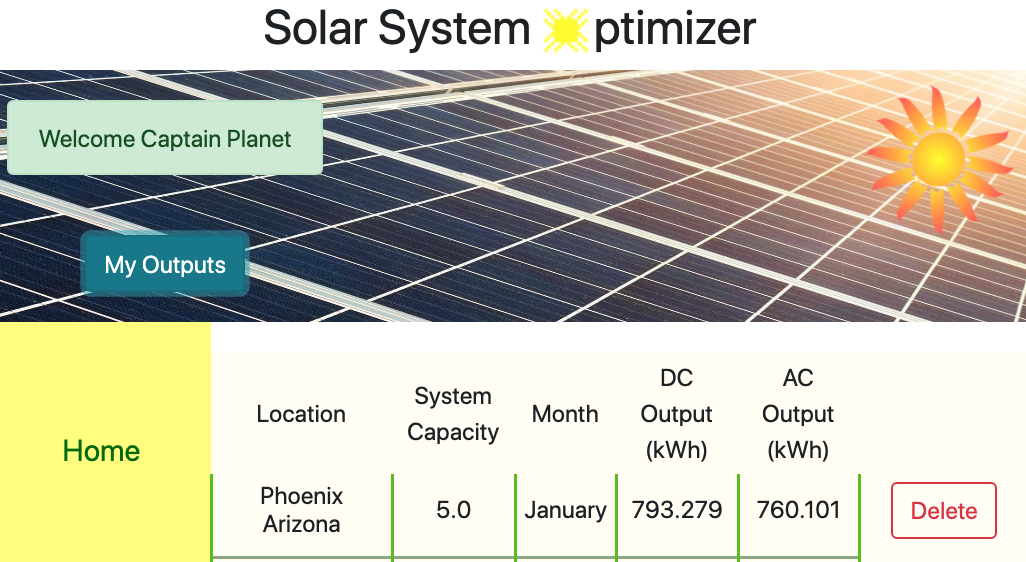 Solar System ptimizer
Welcome Captain Planet
My Outputs
Home
Location
System
Capacity
Month
DC
Output
(kWh)
AC
Output
(kWh)
Phoenix
Arizona
5.0
January
793.279
760.101
Delete